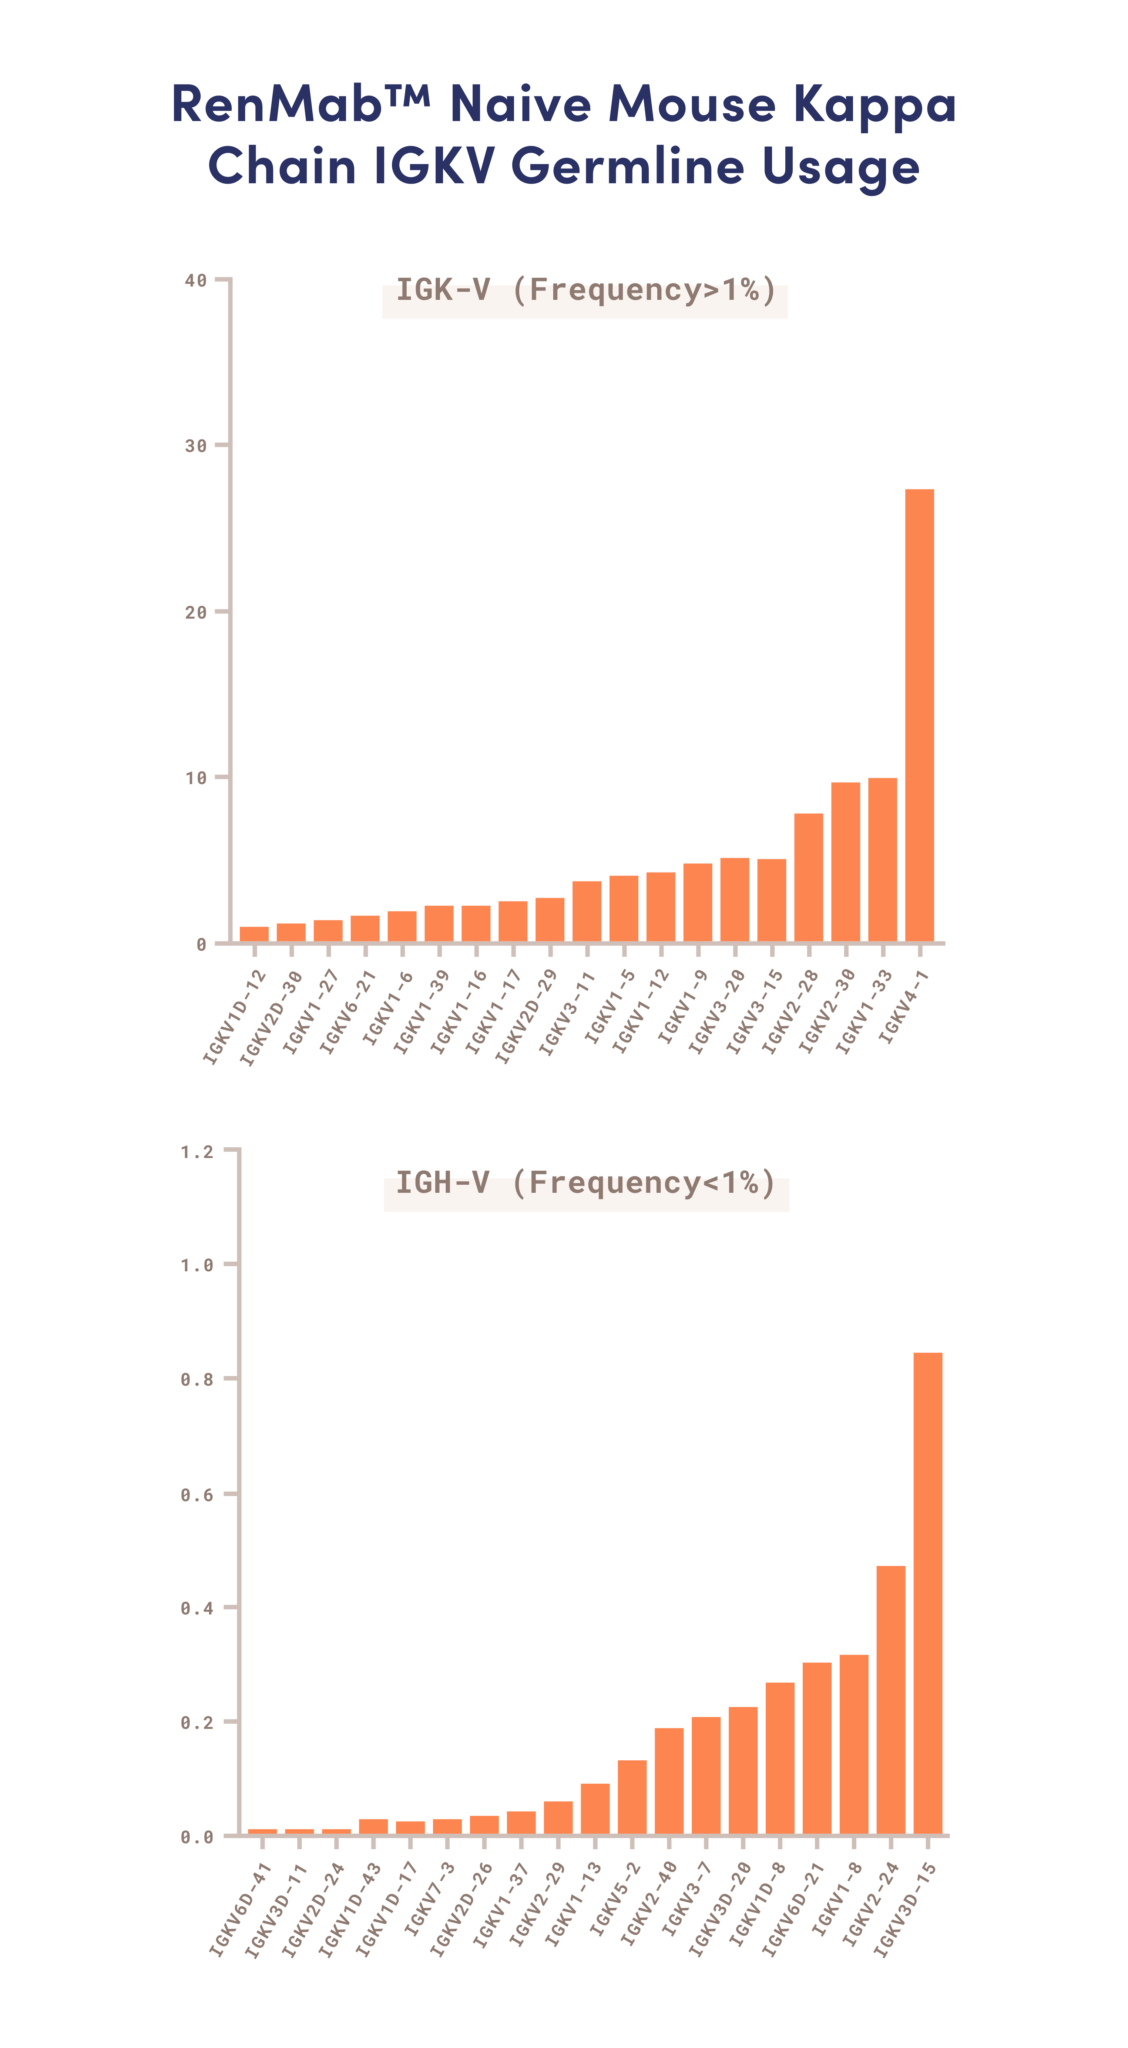 RenMab™ Naive Mouse Kappa
Chain IGKV Germline Usage
IGK-V (Frequency>1%)
40
30
20
10
0
IGKV1D-12
IGKV2D-30
IGKV1-27
IGKV6-21
IGKV1-6
IGKV1-39
IGKV1-16
IGKV1-17
IGKV2D-29
IGKV3-11
IGKV1-5
IGKV1-12
IGKV1-9
IGKV3-20
IGKV3-15
IGKV2-28
IGKV2-30
IGKV1-33
IGKV4-1
IGH-V (Frequency<1%)
1.2
1.0
0.8
0.6
0.4
0.2
0.0
IGKV6D-41
IGKV3D-11
IGKV2D-24
IGKV1D-43
IGKV1D-17
IGKV7-3
IGKV2D-26
IGKV1-37
IGKV2-29
IGKV1-13
IGKV5-2
IGKV2-40
IGKV3-7
IGKV3D-20
IGKV1D-8
IGKV6D-21
IGKV1-8
IGKV2-24
IGKV3D-15